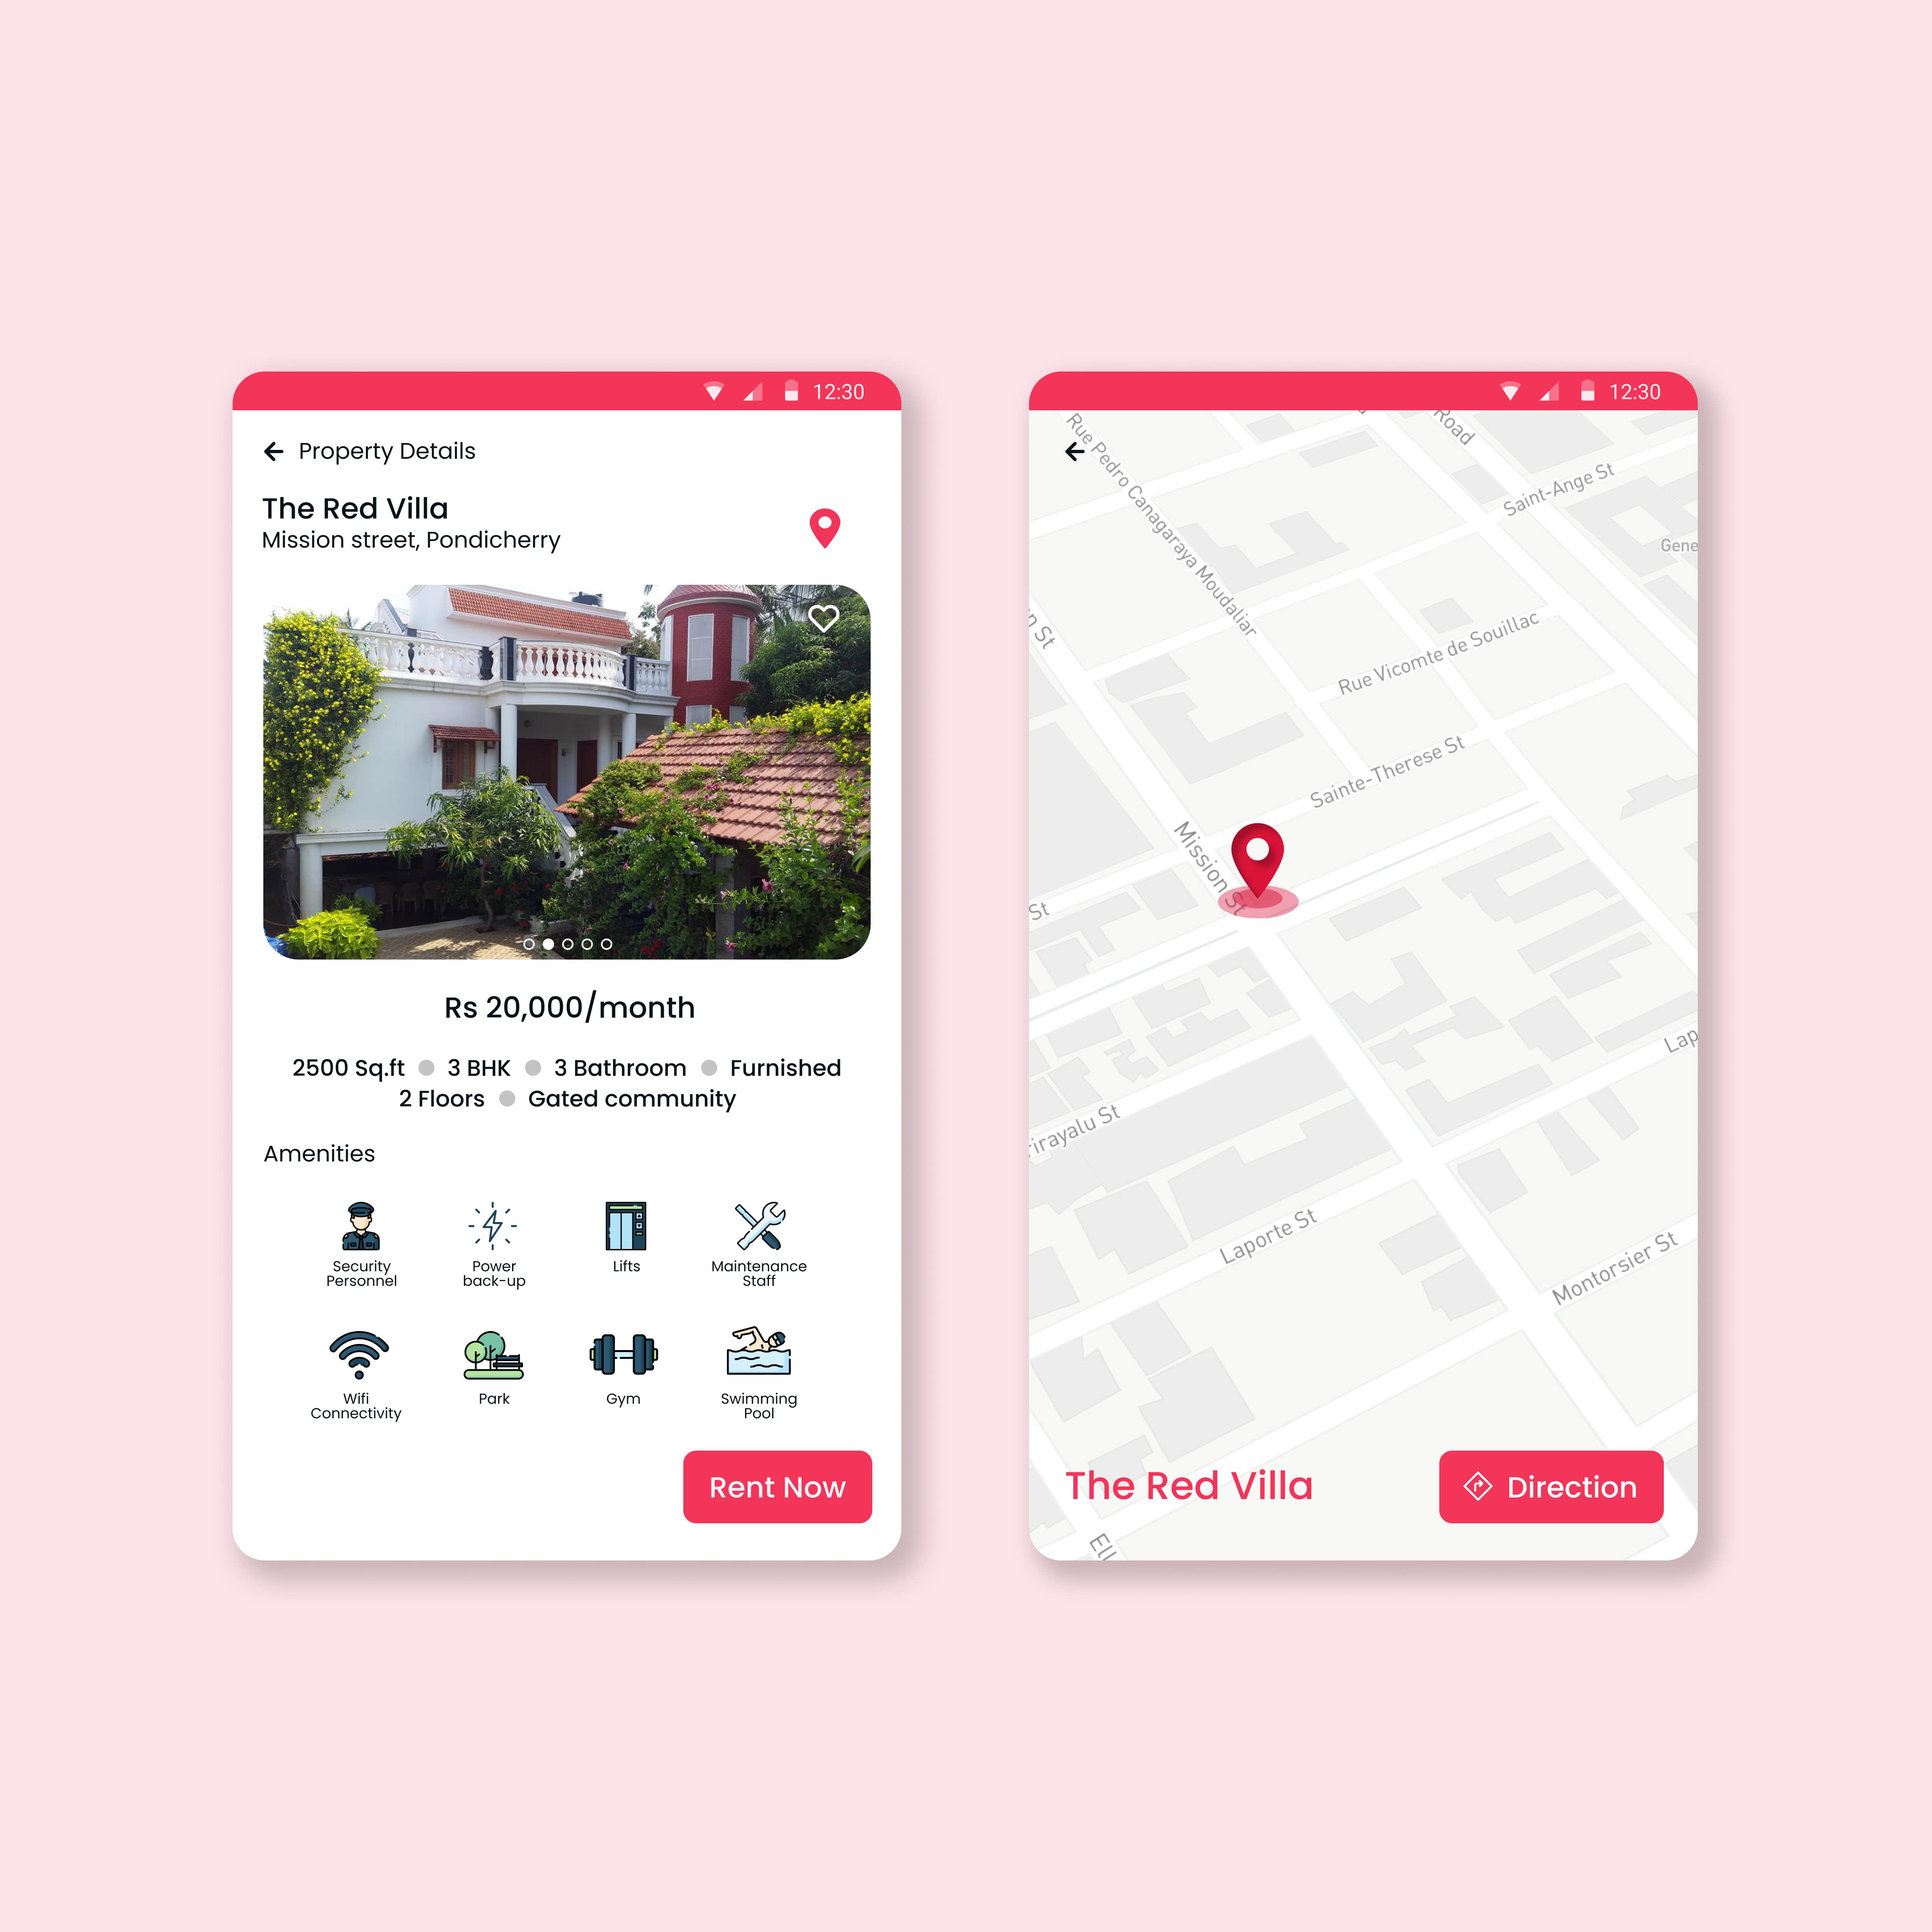 12:30
Property Details
The Red Villa
Mission street, Pondicherry
Rs 20,000/month
2500 Sq.ft 3 BHK 3 Bathroom Furnished
2 Floors Gated community
Amenities
Security
Personnel
Power
back-up
Lifts
Maintenance
Staff
Wifi
Connectivity
Park
Gym
Swimming
Pool
Rent Now
12:30
Road
Rue Pedro Canagaraya Moudaliar
Saint-Ange St
Gene
n St
Rue Vicomte de Souillac
Sainte-Therese St
Mission St
St
Lap
rirayalu St
Laporte St
Montorsier St
The Red Villa
Direction
Ell